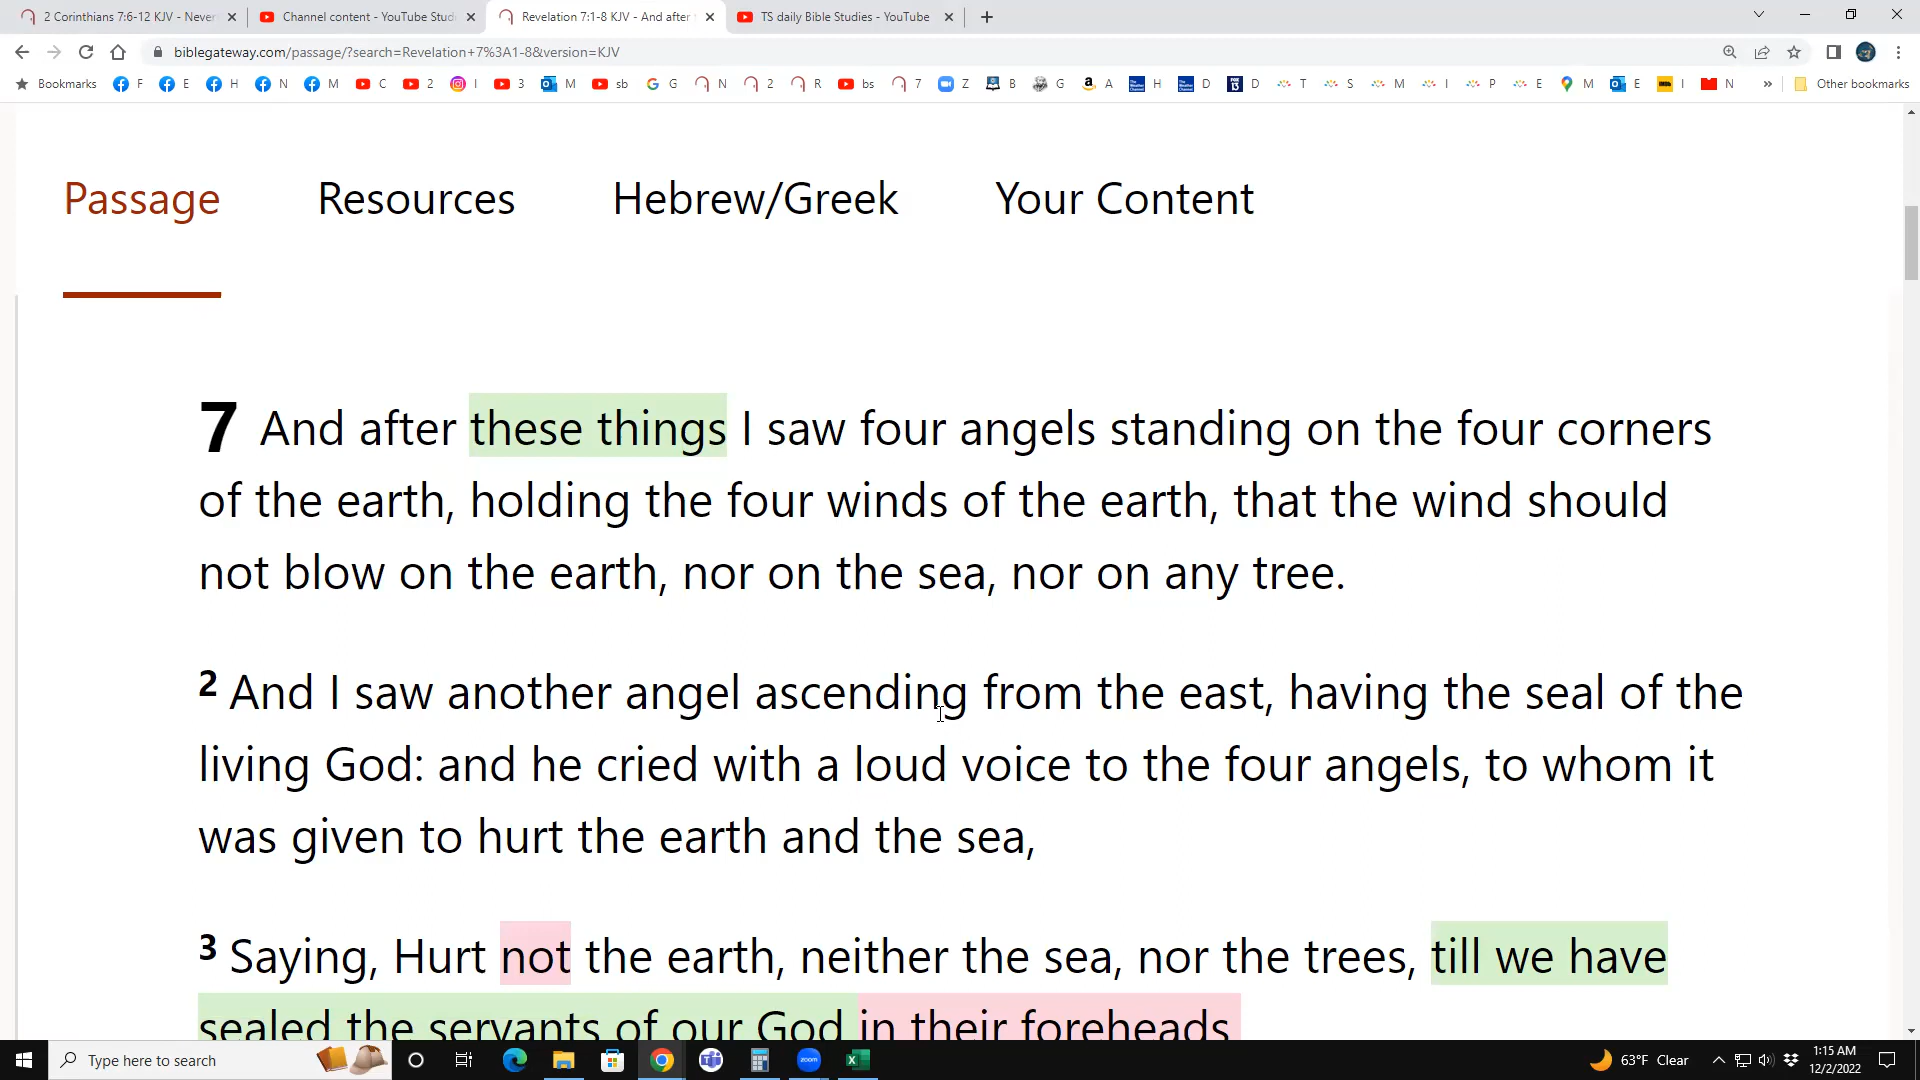 2 Corinthians 7:6-12 KJV - Never
Channel content - YouTube Stud
Revelation 7:1-8 KJV - And after
TS daily Bible Studies - YouTube
biblegateway.com/passage/?search=Revelation+7%3A1-8&version=KJV
Bookmarks F E H N M C 2 I 3 M sb G N 2 R bs 7 Z B G A H D D T S M I P E M E I N » Other bookmarks
Passage Resources Hebrew/Greek Your Content
7 And after these things I saw four angels standing on the four corners
of the earth, holding the four winds of the earth, that the wind should
not blow on the earth, nor on the sea, nor on any tree.
2 And I saw another angel ascending from the east, having the seal of the
living God: and he cried with a loud voice to the four angels, to whom it
was given to hurt the earth and the sea,
3 Saying, Hurt not the earth, neither the sea, nor the trees, till we have
sealed the servants of our God in their foreheads.
Type here to search
63°F Clear
1:15 AM
12/2/2022